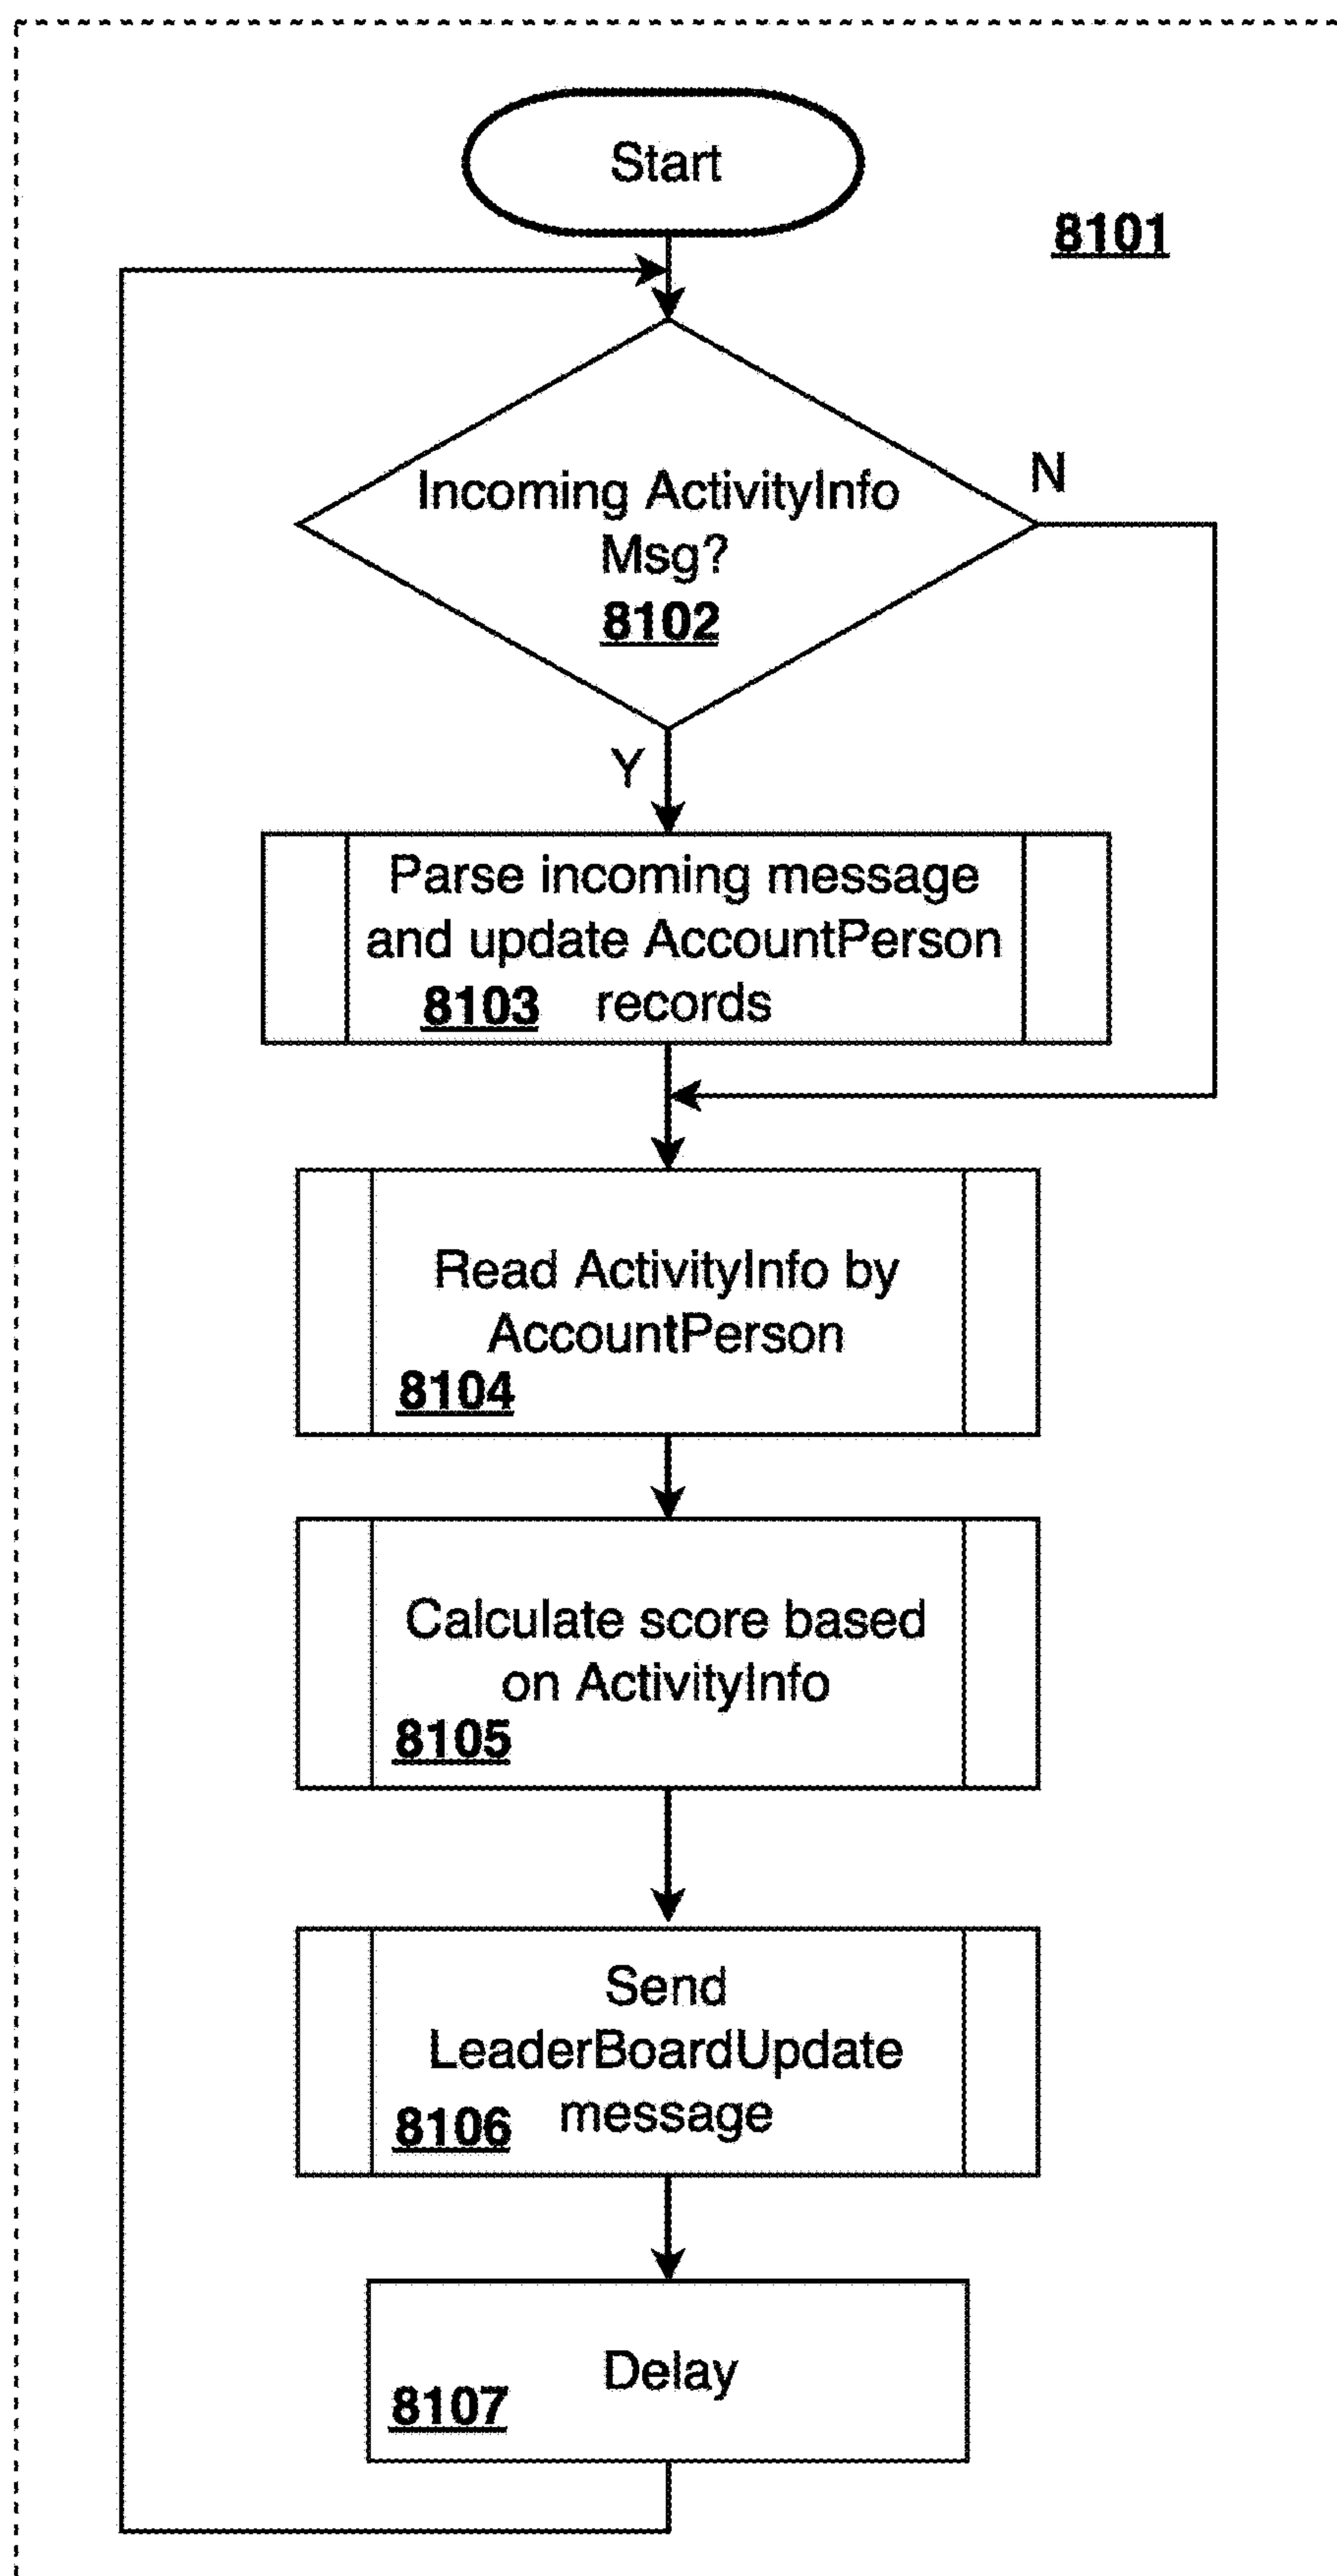 Start
8101
Incoming ActivityInfo
N
Msg?
8102
Y
Parse incoming message
and update AccountPerson
8103 records
Read ActivityInfo by
AccountPerson
8104
Calculate score based
on ActivityInfo
8105
Send
LeaderBoardUpdate
8106 message
Delay
8107